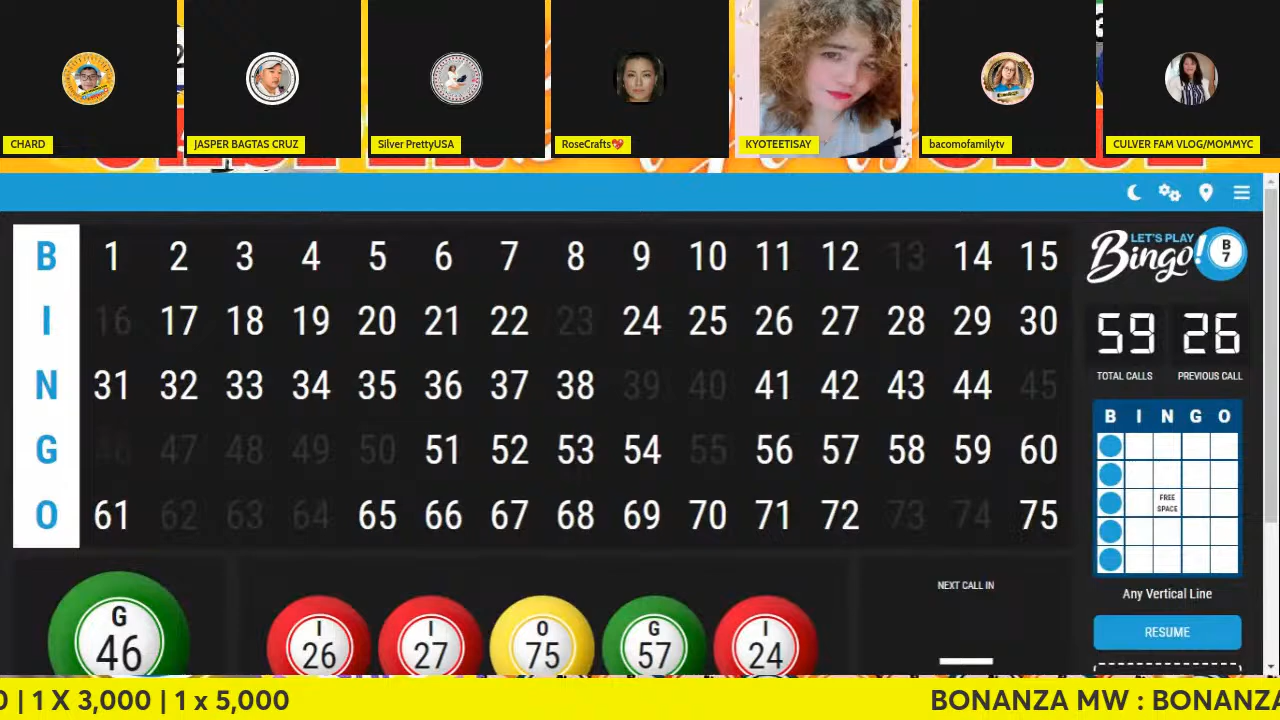 CHARD
JASPER BAGTAS CRUZ
Silver PrettyUSA
RoseCrafts💖
KYOTEETISAY
bacomofamilytv
CULVER FAM VLOG/MOMMYC
B 1 2 3 4 5 6 7 8 9 10 11 12 13 14 15
I 16 17 18 19 20 21 22 23 24 25 26 27 28 29 30
N 31 32 33 34 35 36 37 38 39 40 41 42 43 44 45
G 46 47 48 49 50 51 52 53 54 55 56 57 58 59 60
O 61 62 63 64 65 66 67 68 69 70 71 72 73 74 75
LET'S PLAY
Bingo!
B
7
59 26
TOTAL CALLS PREVIOUS CALL
B I N G O
FREE
SPACE
Any Vertical Line
RESUME
NEXT CALL IN
G
46
I
26
I
27
O
75
G
57
I
24
0 | 1 X 3,000 | 1 x 5,000
BONANZA MW : BONANZA